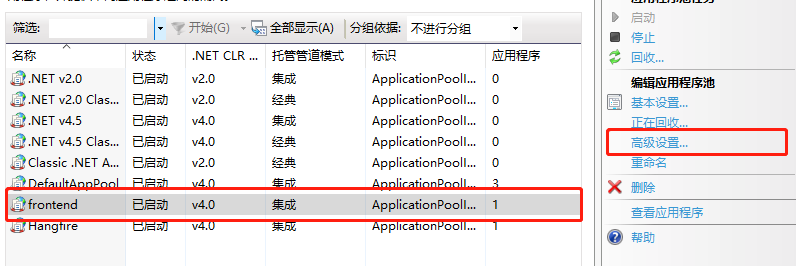 筛选: 开始(G) 全部显示(A) 分组依据: 不进行分组
名称 状态 .NET CLR ... 托管管道模式 标识 应用程序
.NET v2.0 已启动 v2.0 集成 ApplicationPoolI... 0
.NET v2.0 Clas... 已启动 v2.0 经典 ApplicationPoolI... 0
.NET v4.5 已启动 v4.0 集成 ApplicationPoolI... 0
.NET v4.5 Clas... 已启动 v4.0 经典 ApplicationPoolI... 0
Classic .NET A... 已启动 v2.0 经典 ApplicationPoolI... 0
DefaultAppPool 已启动 v4.0 集成 ApplicationPoolI... 3
frontend 已启动 v4.0 集成 ApplicationPoolI... 1
Hangfire 已启动 v4.0 集成 ApplicationPoolI... 1
启动
停止
回收...
编辑应用程序池
基本设置...
正在回收...
高级设置...
重命名
删除
查看应用程序
帮助